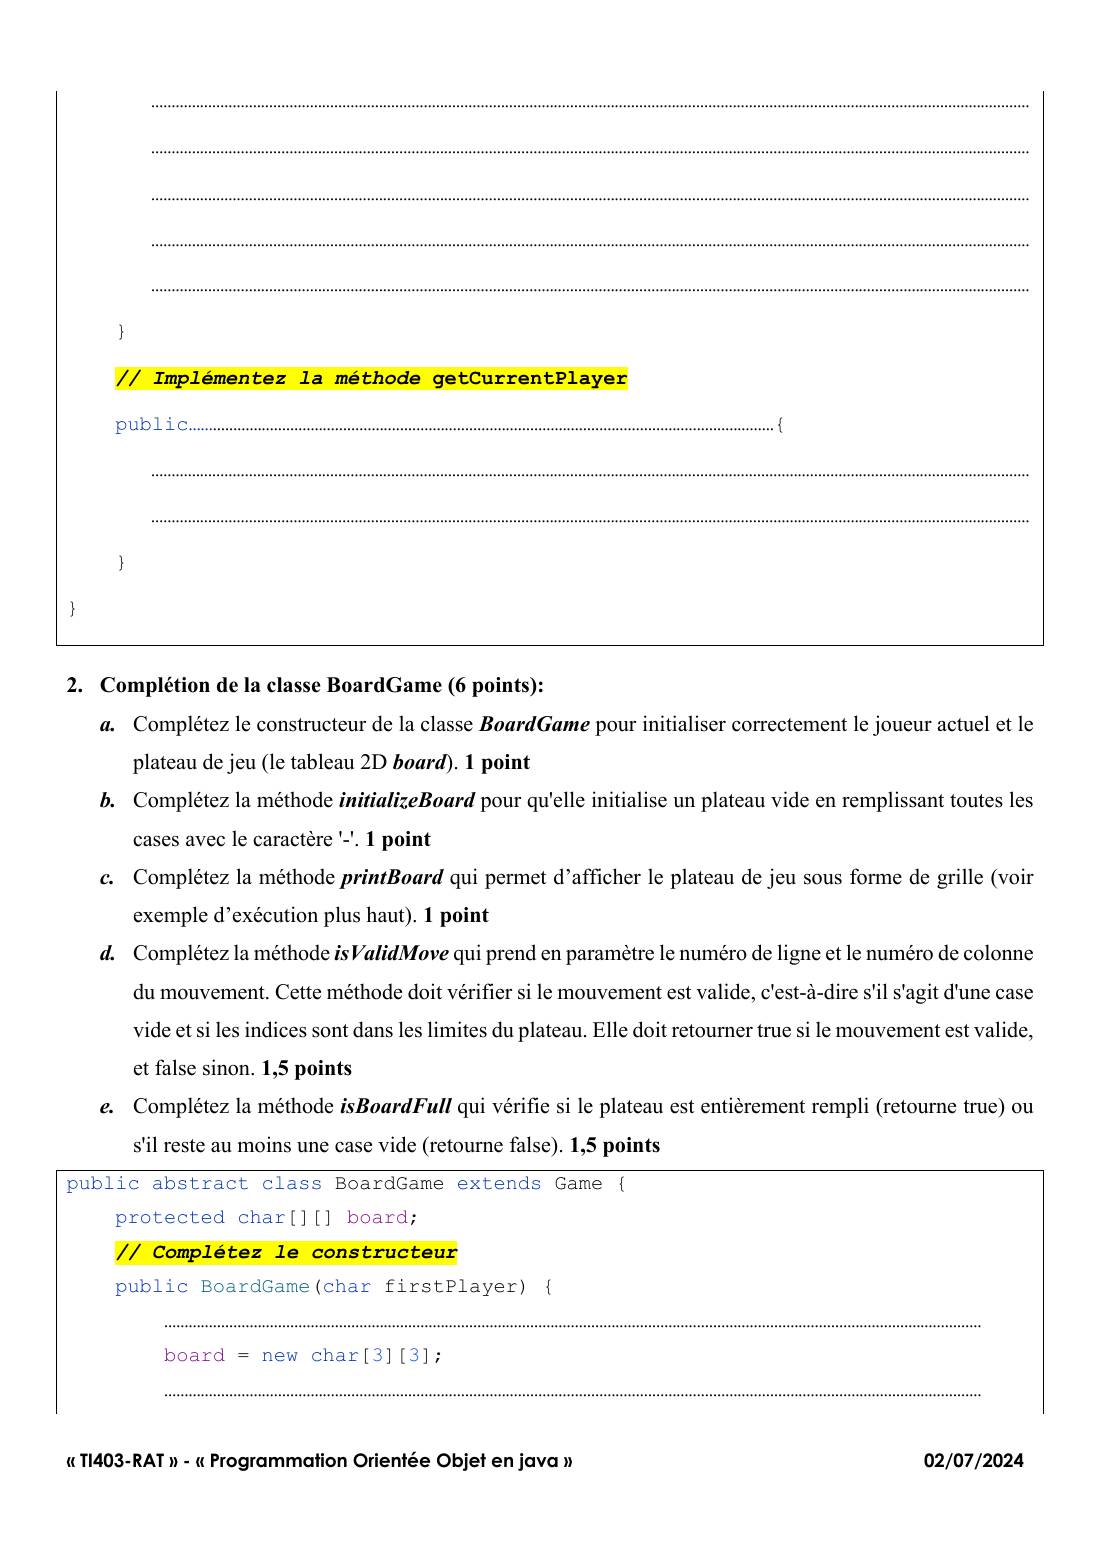 }
// Implémentez la méthode getCurrentPlayer
public……………………………………………………………………………………{
}
}
2. Complétion de la classe BoardGame (6 points):
a. Complétez le constructeur de la classe BoardGame pour initialiser correctement le joueur actuel et le
plateau de jeu (le tableau 2D board). 1 point
b. Complétez la méthode initializeBoard pour qu'elle initialise un plateau vide en remplissant toutes les
cases avec le caractère '-'. 1 point
c. Complétez la méthode printBoard qui permet d’afficher le plateau de jeu sous forme de grille (voir
exemple d’exécution plus haut). 1 point
d. Complétez la méthode isValidMove qui prend en paramètre le numéro de ligne et le numéro de colonne
du mouvement. Cette méthode doit vérifier si le mouvement est valide, c'est-à-dire s'il s'agit d'une case
vide et si les indices sont dans les limites du plateau. Elle doit retourner true si le mouvement est valide,
et false sinon. 1,5 points
e. Complétez la méthode isBoardFull qui vérifie si le plateau est entièrement rempli (retourne true) ou
s'il reste au moins une case vide (retourne false). 1,5 points
public abstract class BoardGame extends Game {
protected char[][] board;
// Complétez le constructeur
public BoardGame(char firstPlayer) {
board = new char[3][3];
« TI403-RAT » - « Programmation Orientée Objet en java » 02/07/2024